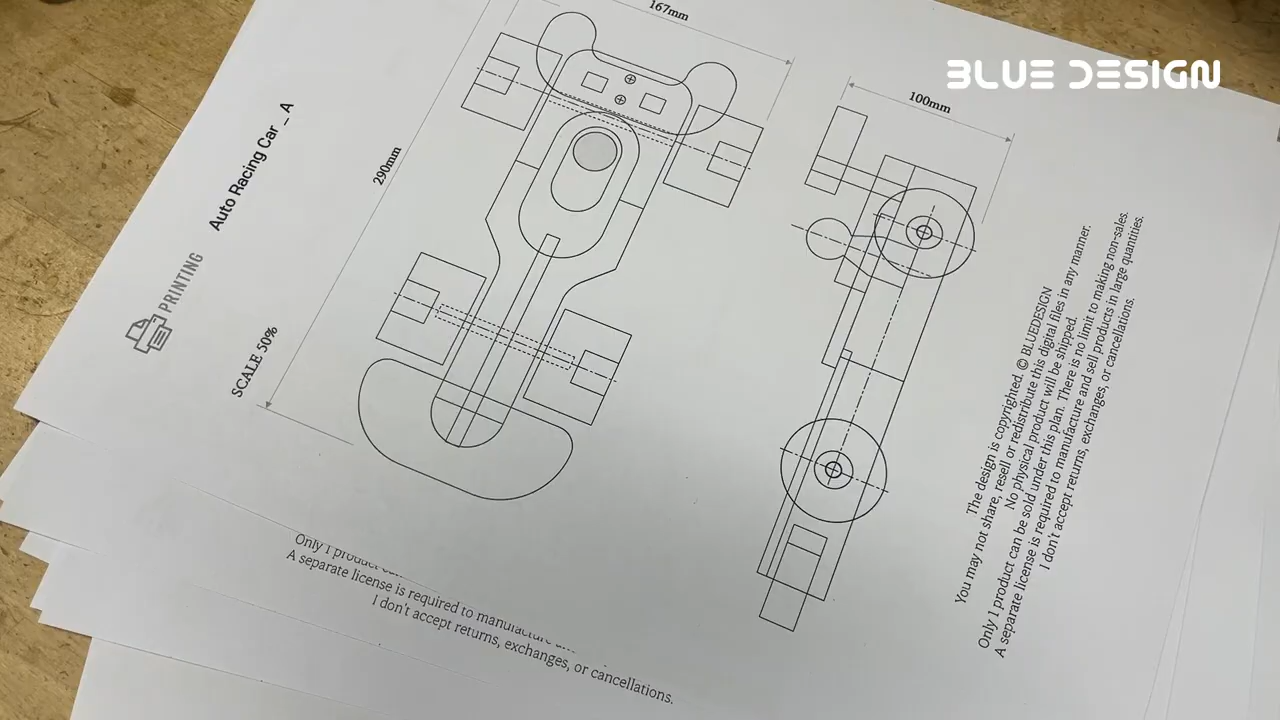 BLUE DESIGN
167mm
100mm
290mm
Auto Racing Car _ A
PRINTING
SCALE 50%
The design is copyrighted. © BLUEDESIGN
You may not share, resell or redistribute this digital files in any manner.
No physical product will be shipped.
Only 1 product can be sold under this plan. There is no limit to making non-sales.
A separate license is required to manufacture and sell products in large quantities.
I don't accept returns, exchanges, or cancellations.
Only 1 product
A separate license is required to manufacture
I don't accept returns, exchanges, or cancellations.